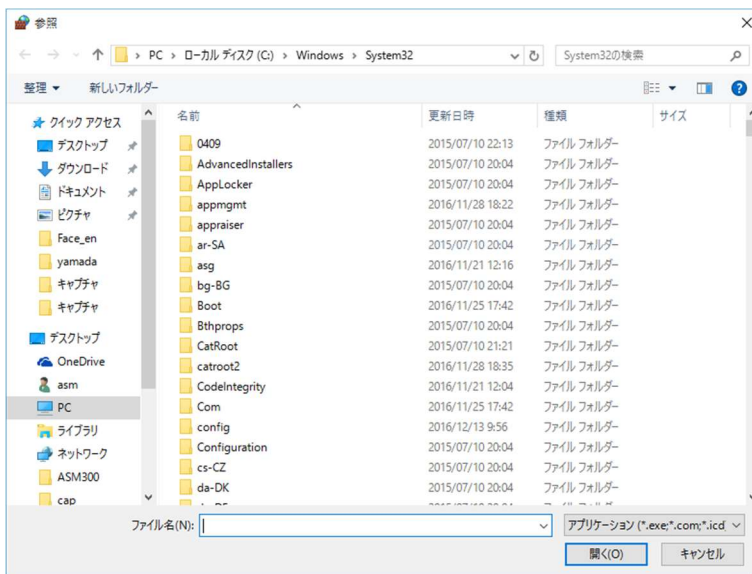 参照
PC > ローカル ディスク (C:) > Windows > System32
System32の検索
整理 ▼ 新しいフォルダー
名前 更新日時 種類 サイズ
クイック アクセス
デスクトップ
ダウンロード
ドキュメント
ピクチャ
Face_en
yamada
キャプチャ
キャプチャ
デスクトップ
OneDrive
asm
PC
ライブラリ
ネットワーク
ASM300
cap
0409 2015/07/10 22:13 ファイル フォルダー
AdvancedInstallers 2015/07/10 20:04 ファイル フォルダー
AppLocker 2015/07/10 20:04 ファイル フォルダー
appmgmt 2016/11/28 18:22 ファイル フォルダー
appraiser 2015/07/10 20:04 ファイル フォルダー
ar-SA 2015/07/10 20:04 ファイル フォルダー
asg 2016/11/21 12:16 ファイル フォルダー
bg-BG 2015/07/10 20:04 ファイル フォルダー
Boot 2016/11/25 17:42 ファイル フォルダー
Bthprops 2015/07/10 20:04 ファイル フォルダー
CatRoot 2015/07/10 21:21 ファイル フォルダー
catroot2 2016/11/28 18:35 ファイル フォルダー
CodeIntegrity 2016/11/21 12:04 ファイル フォルダー
Com 2016/11/25 17:42 ファイル フォルダー
config 2016/12/13 9:56 ファイル フォルダー
Configuration 2015/07/10 20:04 ファイル フォルダー
cs-CZ 2015/07/10 20:04 ファイル フォルダー
da-DK 2015/07/10 20:04 ファイル フォルダー
ファイル名(N):
アプリケーション (*.exe;*.com;*.icd
開く(O) キャンセル